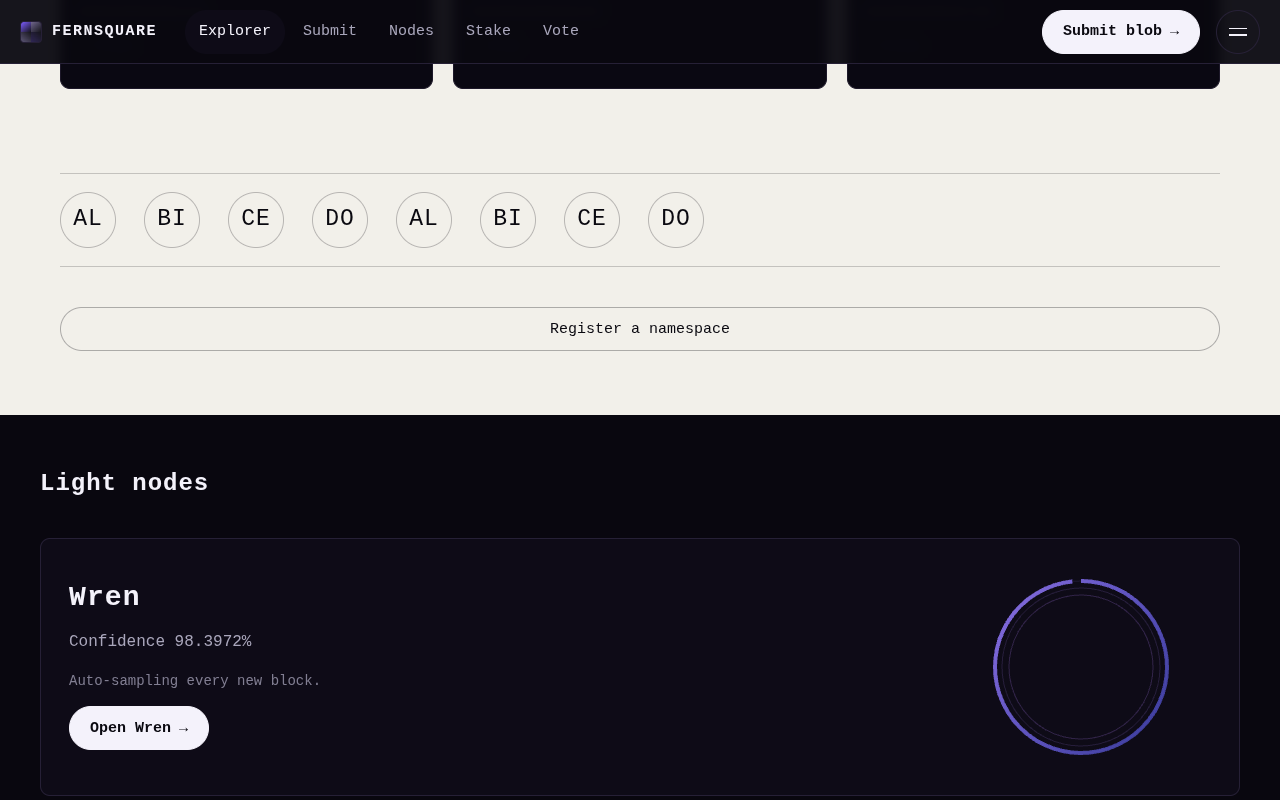 FERNSQUARE Explorer Submit Nodes Stake Vote Submit blob →
AL BI CE DO AL BI CE DO
Register a namespace
Light nodes
Wren
Confidence 98.3972%
Auto-sampling every new block.
Open Wren →